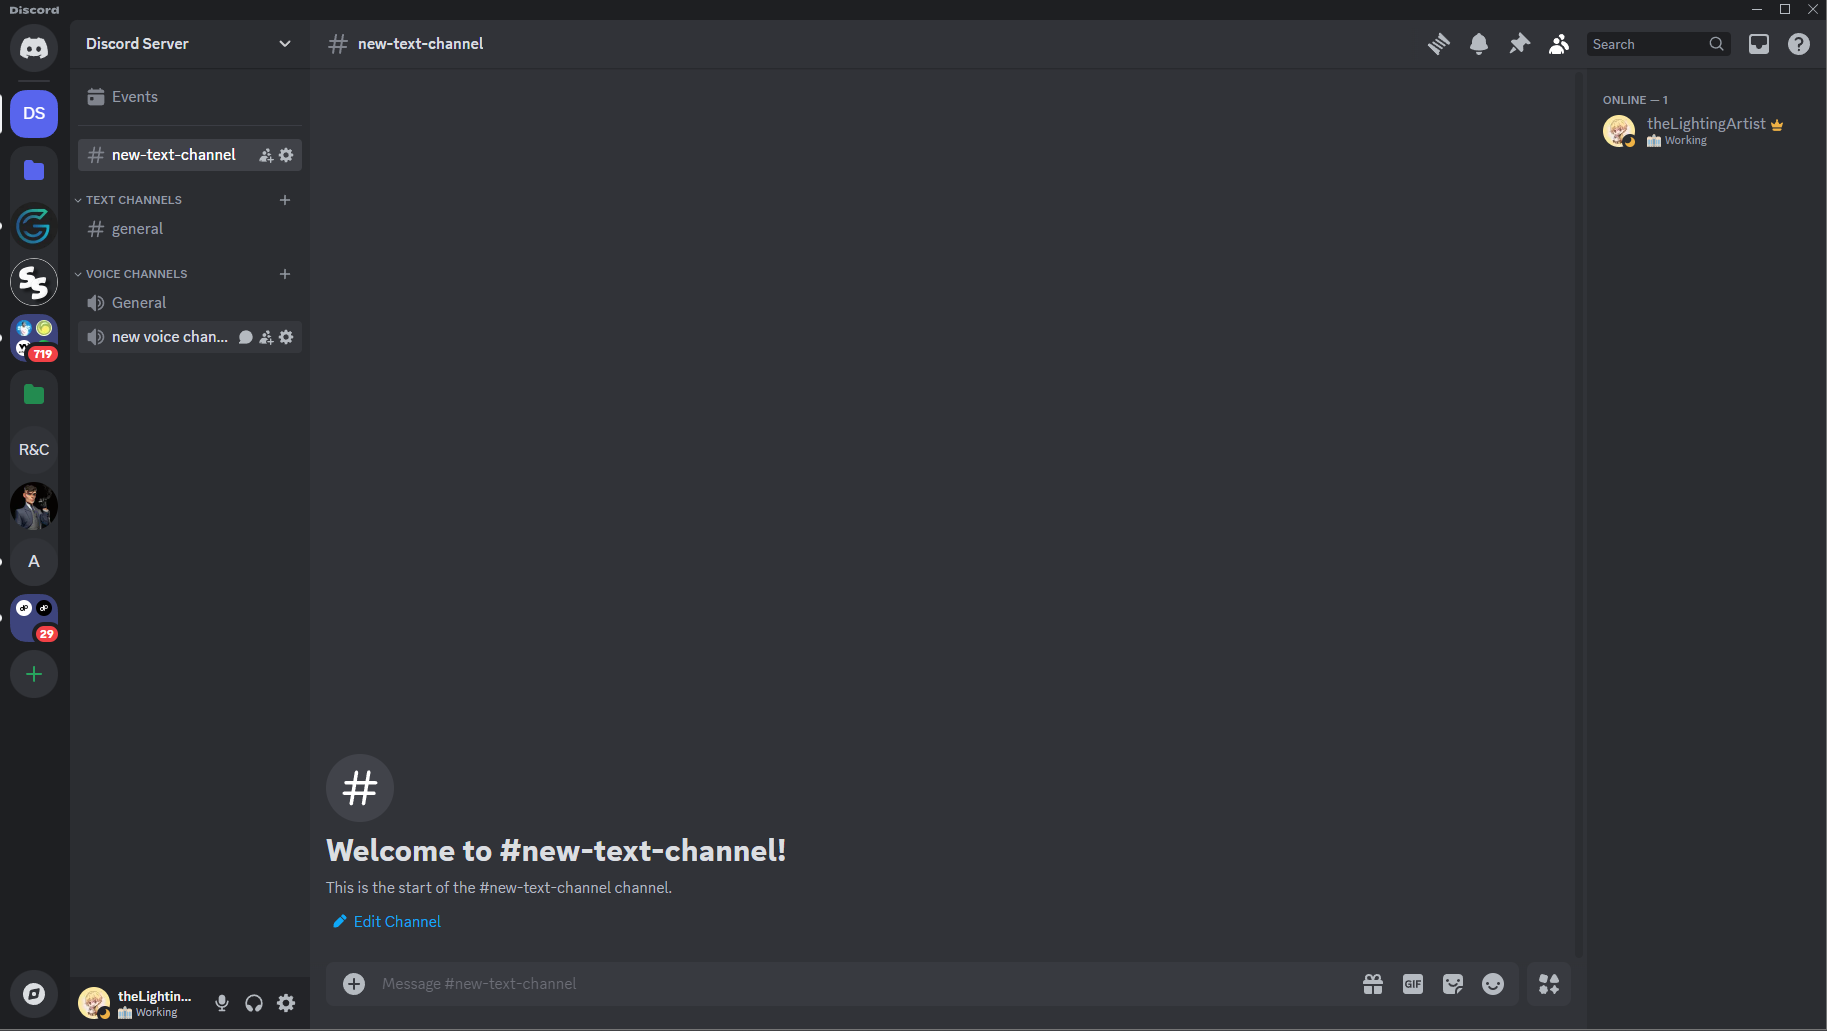 Discord
Discord Server
new-text-channel
Search
Events
DS
new-text-channel
TEXT CHANNELS
general
VOICE CHANNELS
General
new voice chan...
719
R&C
A
29
ONLINE — 1
theLightingArtist
Working
Welcome to #new-text-channel!
This is the start of the #new-text-channel channel.
Edit Channel
Message #new-text-channel
GIF
theLightin...
Working